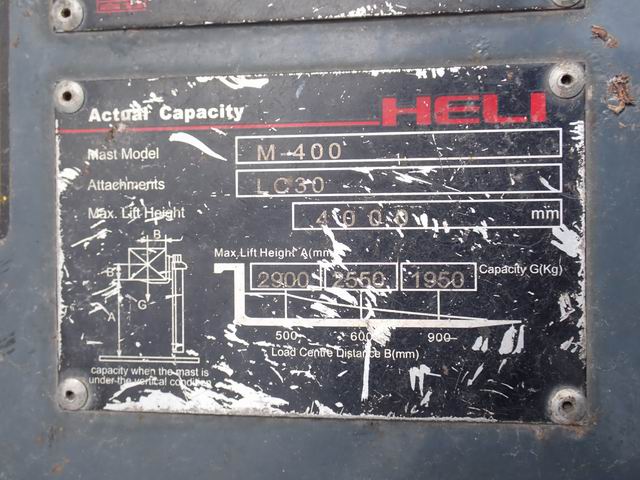 Actual Capacity HELI
Mast Model M-400
Attachments LC30
Max. Lift Height 4000 mm
Max,Lift Height A(mm)
2900 2550 1950 Capacity G(Kg)
B
B
G
A
500 600 900
Load Centre Distance B(mm)
capacity when the mast is
under the vertical condition